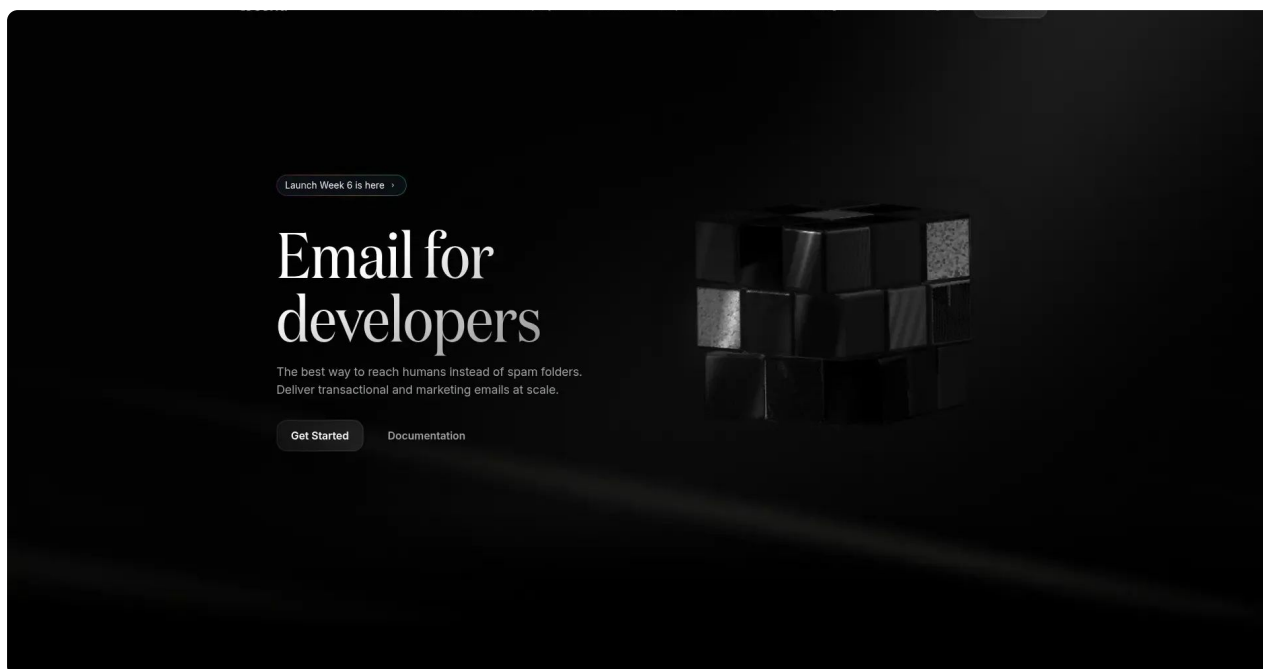 Launch Week 6 is here ›
Email for
developers
The best way to reach humans instead of spam folders.
Deliver transactional and marketing emails at scale.
Get Started
Documentation